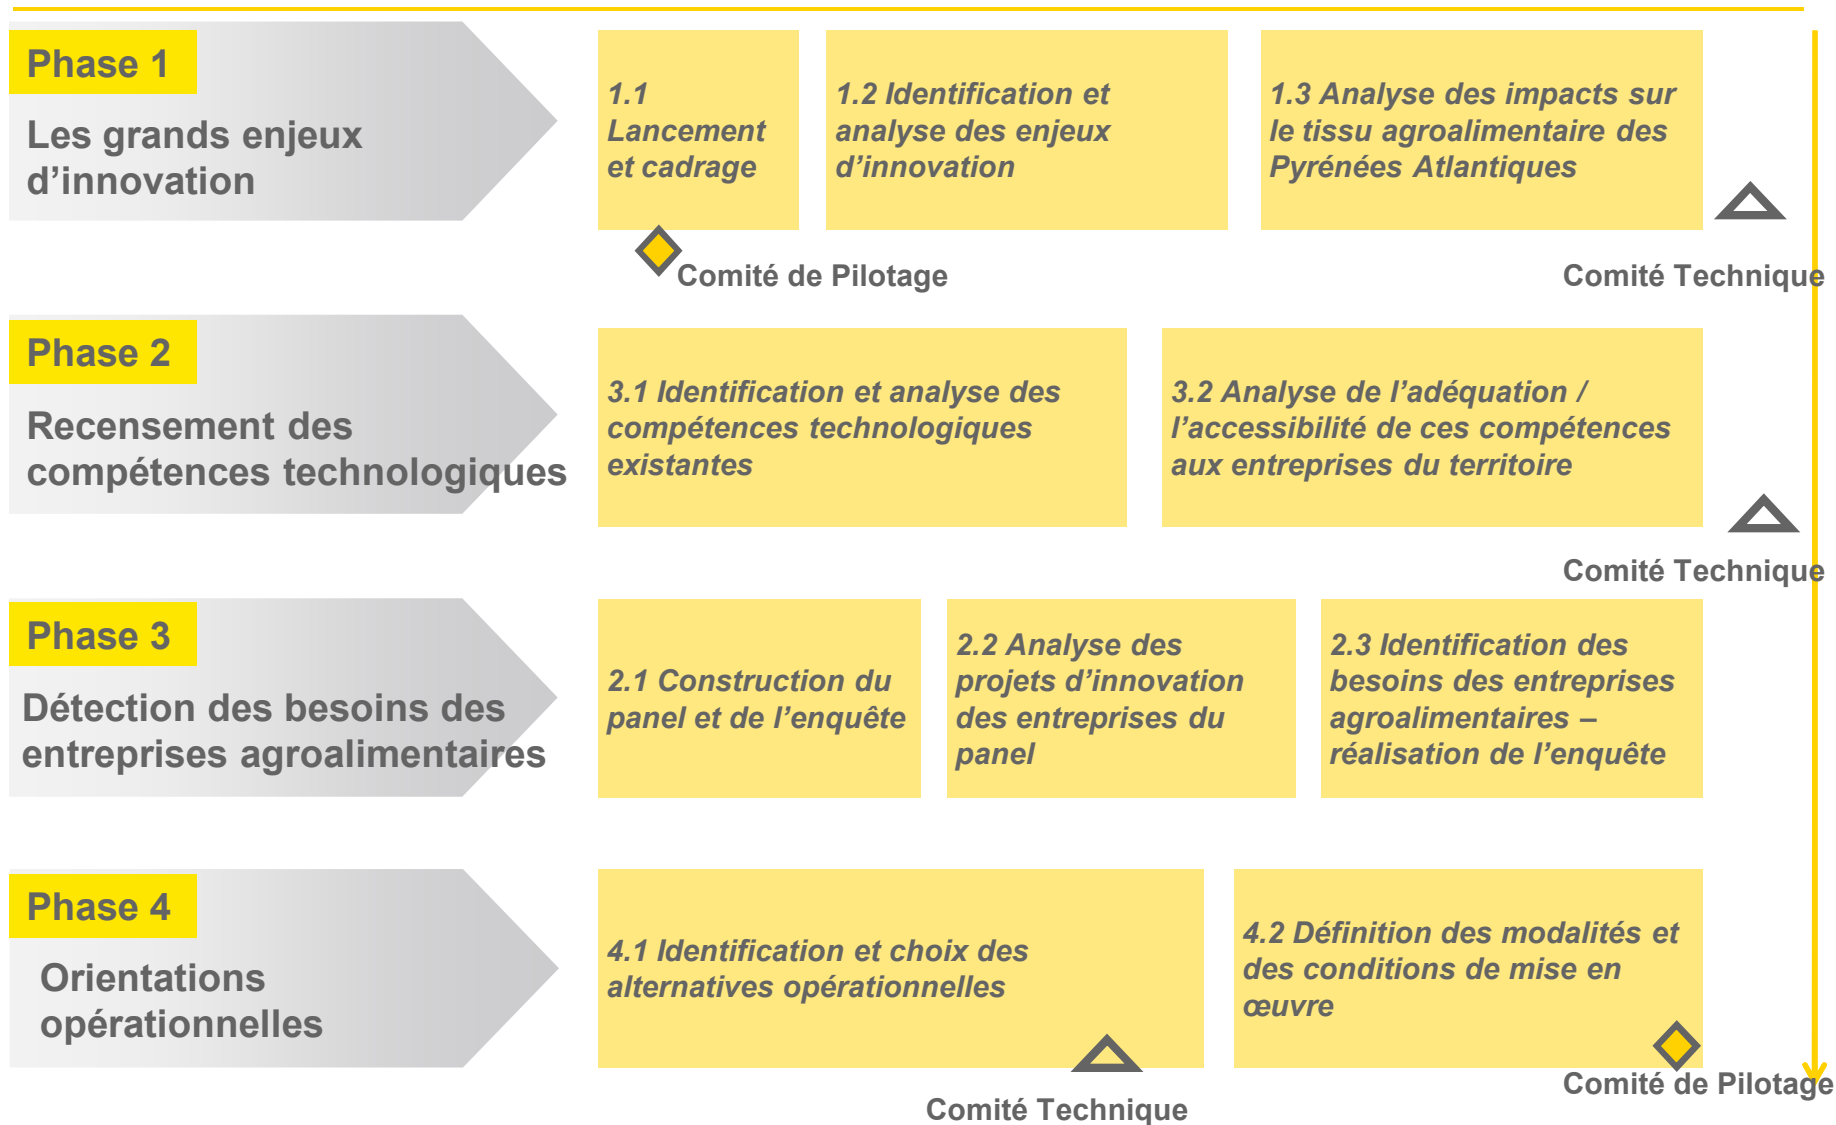 Phase 1
Les grands enjeux
d’innovation
1.1
Lancement
et cadrage
1.2 Identification et
analyse des enjeux
d’innovation
1.3 Analyse des impacts sur
le tissu agroalimentaire des
Pyrénées Atlantiques
Comité de Pilotage
Comité Technique
Phase 2
Recensement des
compétences technologiques
3.1 Identification et analyse des
compétences technologiques
existantes
3.2 Analyse de l’adéquation /
l’accessibilité de ces compétences
aux entreprises du territoire
Comité Technique
Phase 3
Détection des besoins des
entreprises agroalimentaires
2.1 Construction du
panel et de l’enquête
2.2 Analyse des
projets d’innovation
des entreprises du
panel
2.3 Identification des
besoins des entreprises
agroalimentaires –
réalisation de l’enquête
Phase 4
Orientations
opérationnelles
4.1 Identification et choix des
alternatives opérationnelles
4.2 Définition des modalités et
des conditions de mise en
œuvre
Comité Technique
Comité de Pilotage